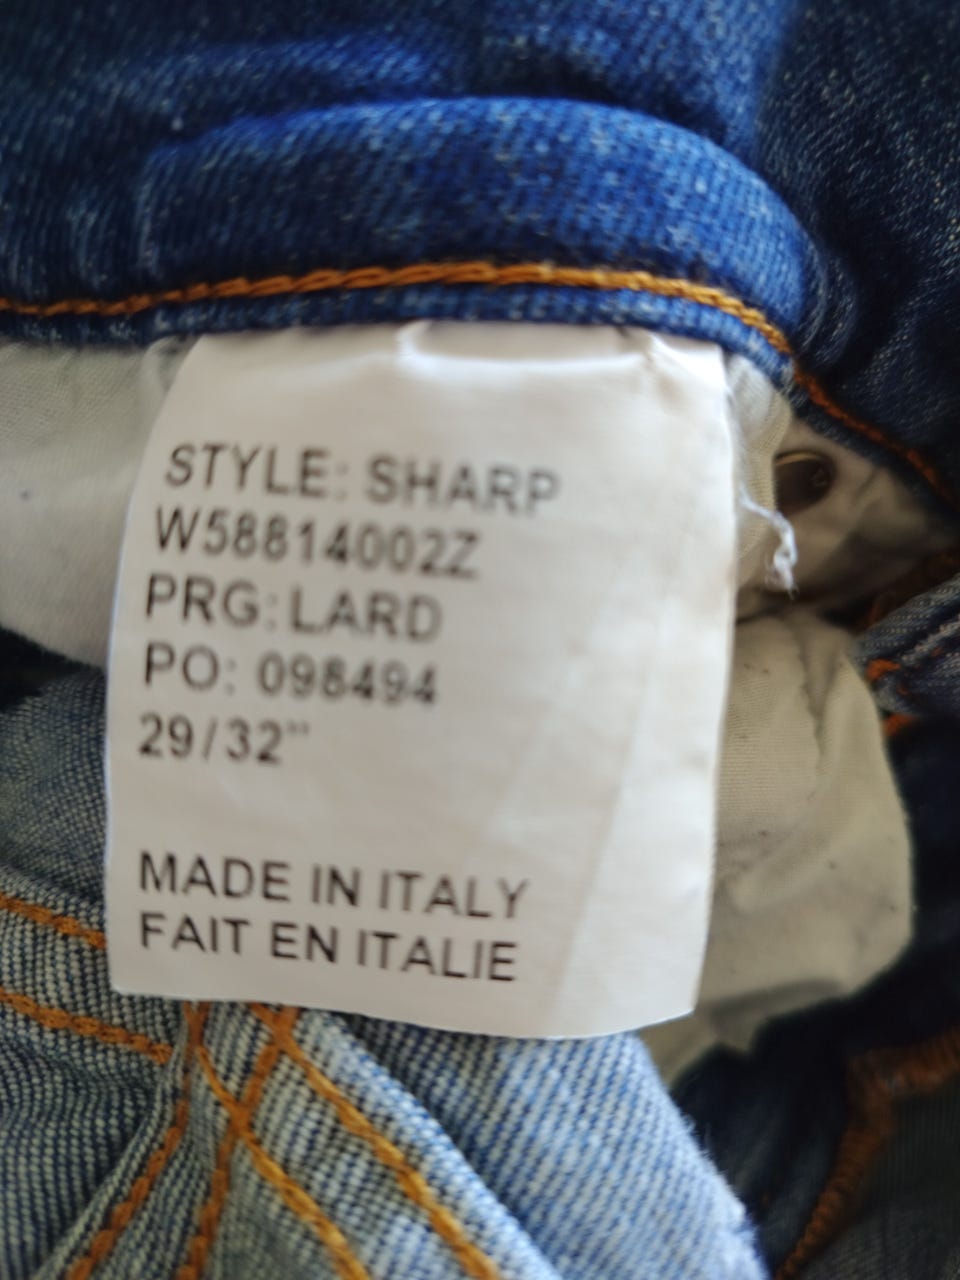 STYLE: SHARP
W58814002Z
PRG: LARD
PO: 098494
29/32"
MADE IN ITALY
FAIT EN ITALIE